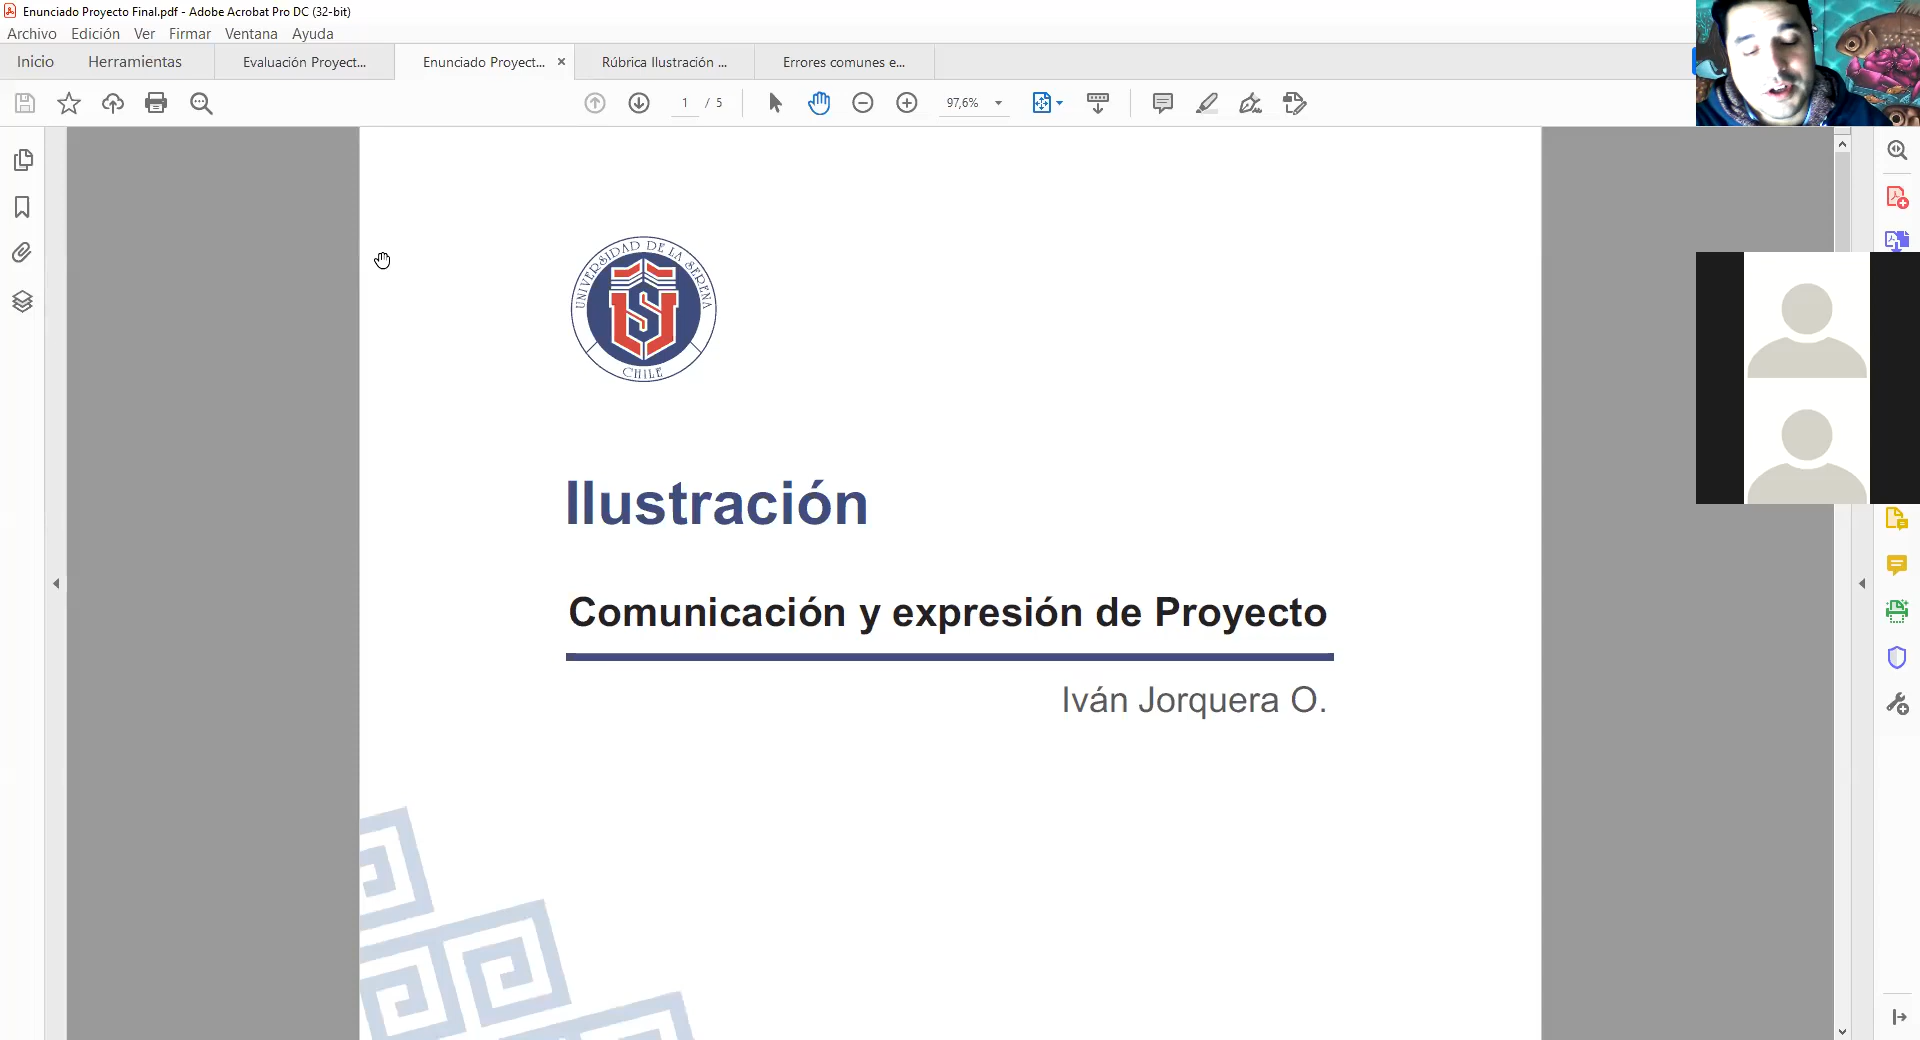 Enunciado Proyecto Final.pdf - Adobe Acrobat Pro DC (32-bit)
Archivo Edición Ver Firmar Ventana Ayuda
Inicio Herramientas Evaluación Proyect... Enunciado Proyect... × Rúbrica Ilustración ... Errores comunes e...
1 / 5 97,6%
UNIVERSIDAD DE LA SERENA
CHILE
Ilustración
Comunicación y expresión de Proyecto
Iván Jorquera O.